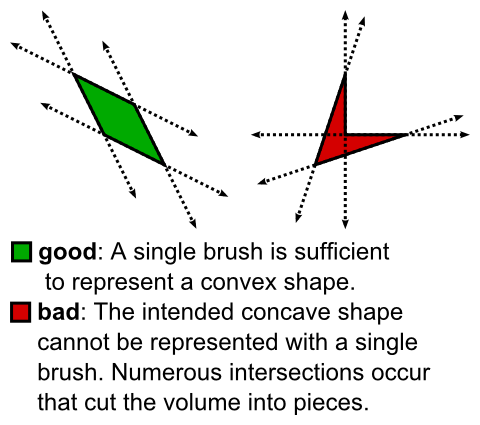 good: A single brush is sufficient
to represent a convex shape.
bad: The intended concave shape
cannot be represented with a single
brush. Numerous intersections occur
that cut the volume into pieces.